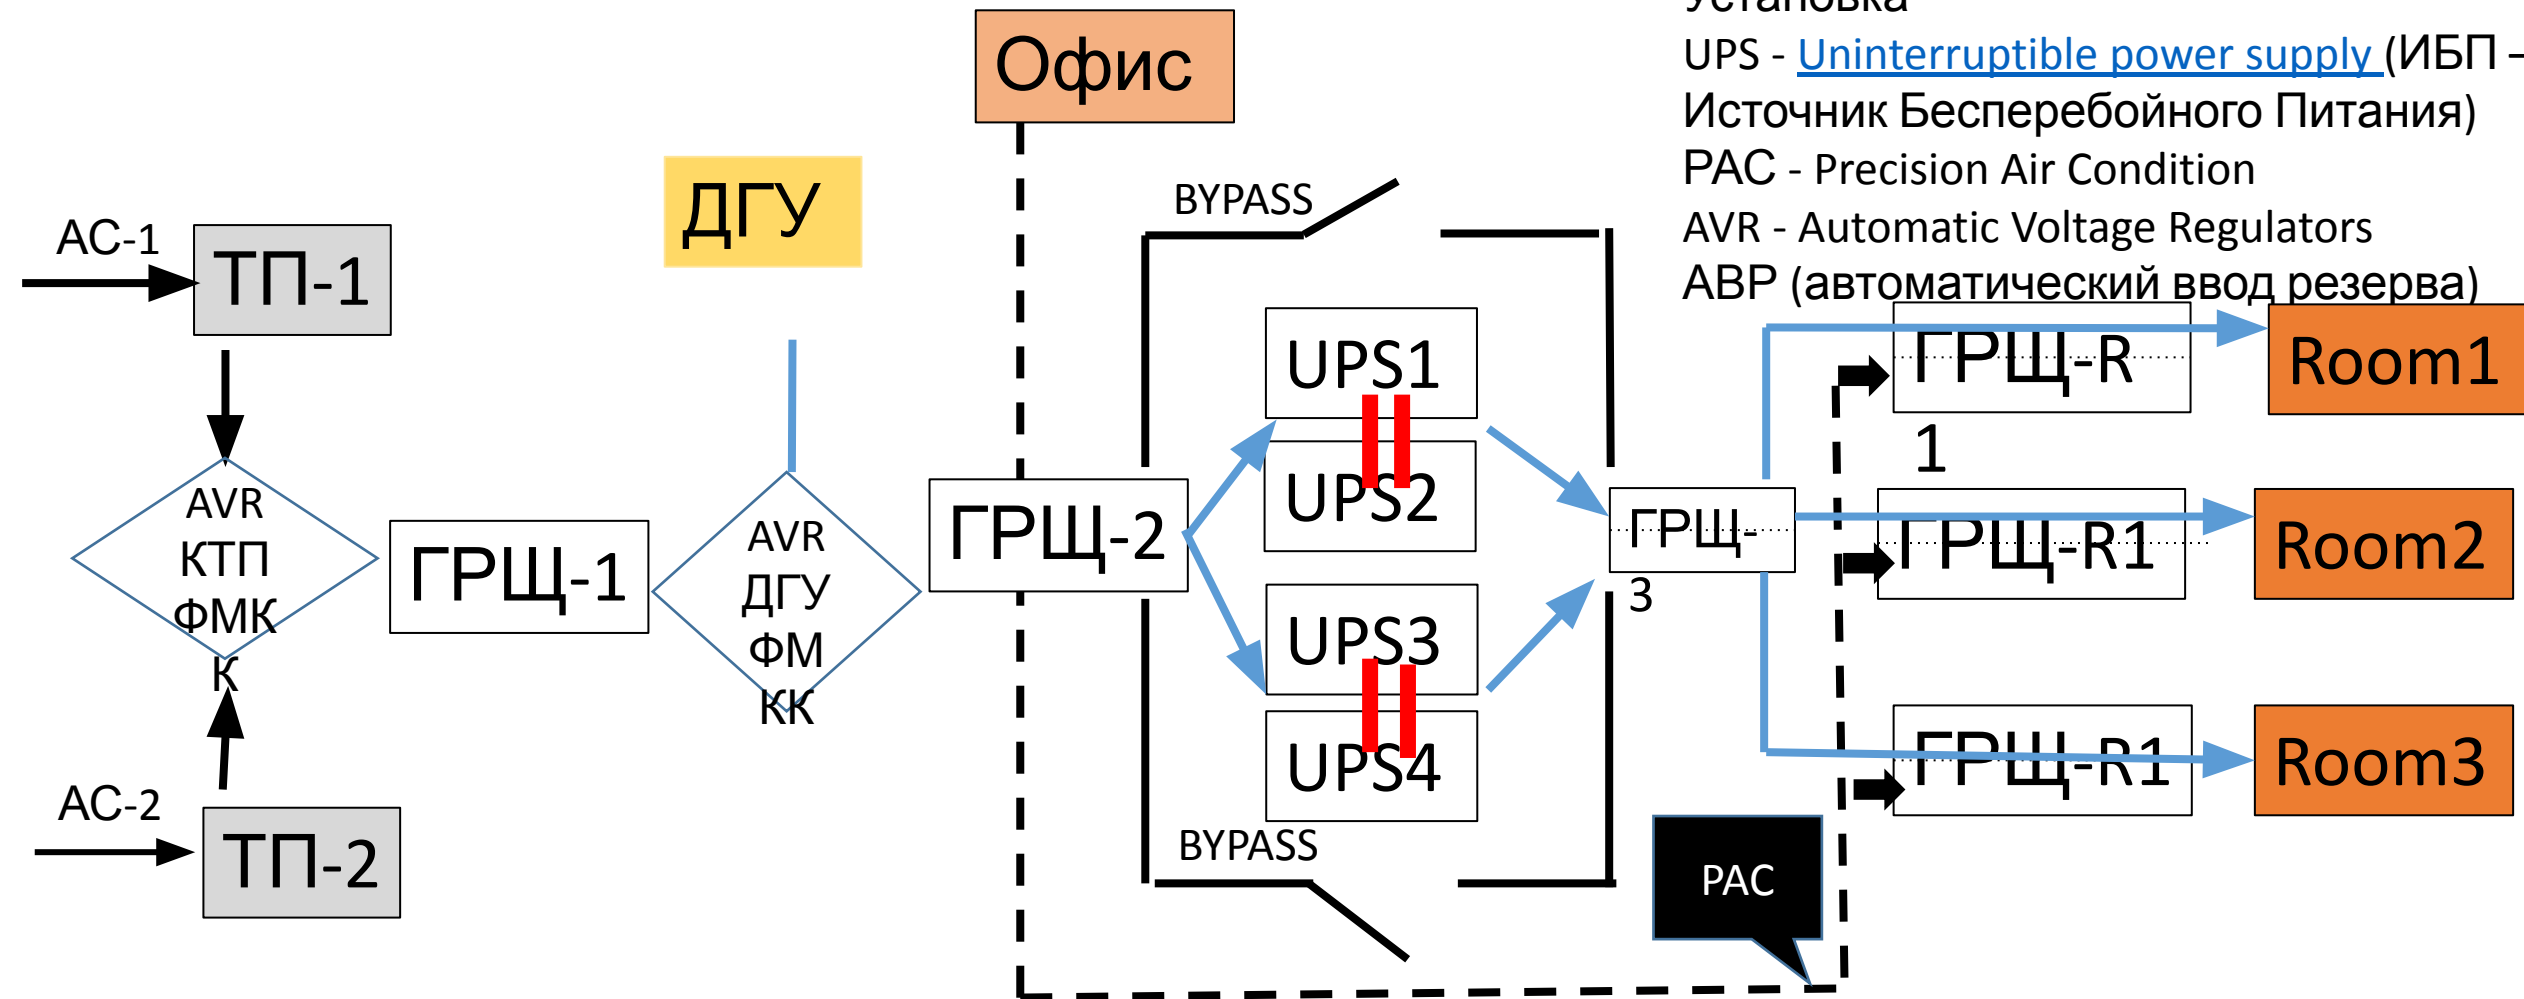 Установка
UPS - Uninterruptible power supply (ИБП –
Источник Бесперебойного Питания)
PAC - Precision Air Condition
AVR - Automatic Voltage Regulators
АВР (автоматический ввод резерва)
Офис
ДГУ
BYPASS
АС-1
ТП-1
UPS1
ГРЩ-R
1
Room1
AVR
КТП
ФМК
К
ГРЩ-1
AVR
ДГУ
ФМ
КК
ГРЩ-2
UPS2
ГРЩ-
3
ГРЩ-R1
Room2
UPS3
UPS4
ГРЩ-R1
Room3
АС-2
ТП-2
BYPASS
PAC